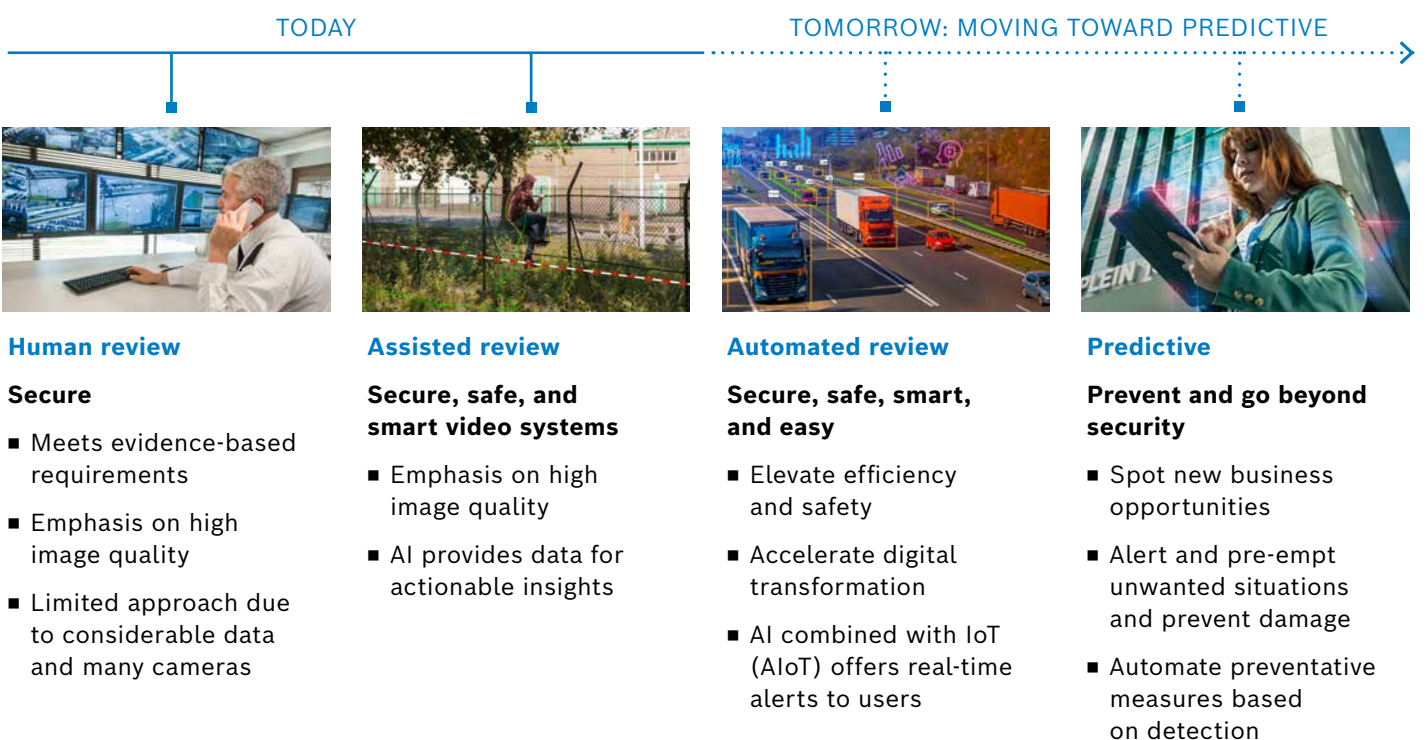 TODAY
TOMORROW: MOVING TOWARD PREDICTIVE
Human review
Secure
■ Meets evidence-based
requirements
■ Emphasis on high
image quality
■ Limited approach due
to considerable data
and many cameras
Assisted review
Secure, safe, and
smart video systems
■ Emphasis on high
image quality
■ AI provides data for
actionable insights
Automated review
Secure, safe, smart,
and easy
■ Elevate efficiency
and safety
■ Accelerate digital
transformation
■ AI combined with IoT
(AIoT) offers real-time
alerts to users
PLEIN
Predictive
Prevent and go beyond
security
■ Spot new business
opportunities
■ Alert and pre-empt
unwanted situations
and prevent damage
■ Automate preventative
measures based
on detection